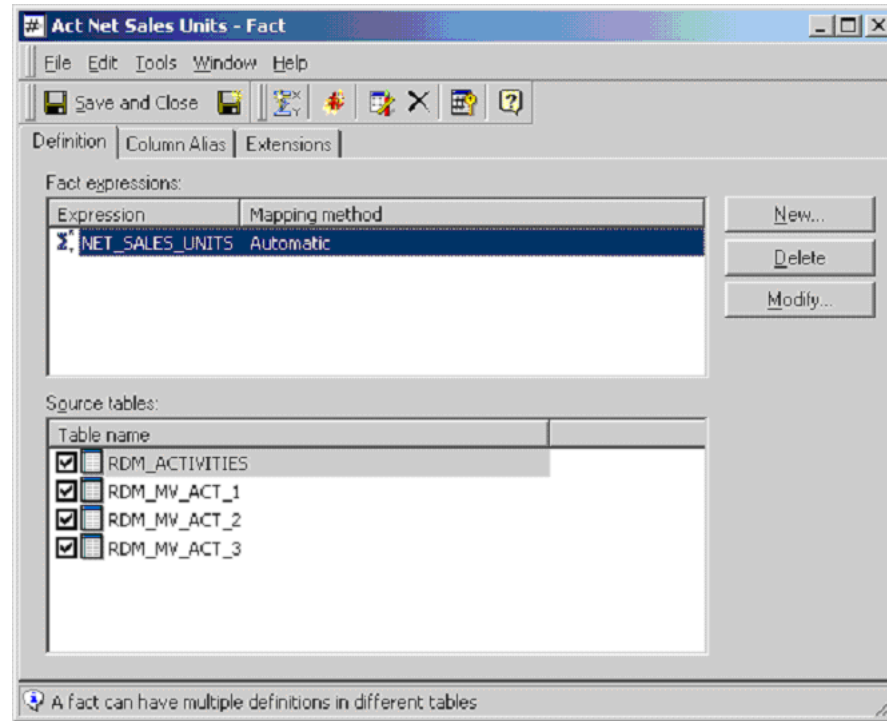 Act Net Sales Units - Fact
File Edit Tools Window Help
Save and Close
Definition Column Alias Extensions
Fact expressions:
Expression Mapping method
NET_SALES_UNITS Automatic
New...
Delete
Modify...
Source tables:
Table name
RDM_ACTIVITIES
RDM_MV_ACT_1
RDM_MV_ACT_2
RDM_MV_ACT_3
A fact can have multiple definitions in different tables